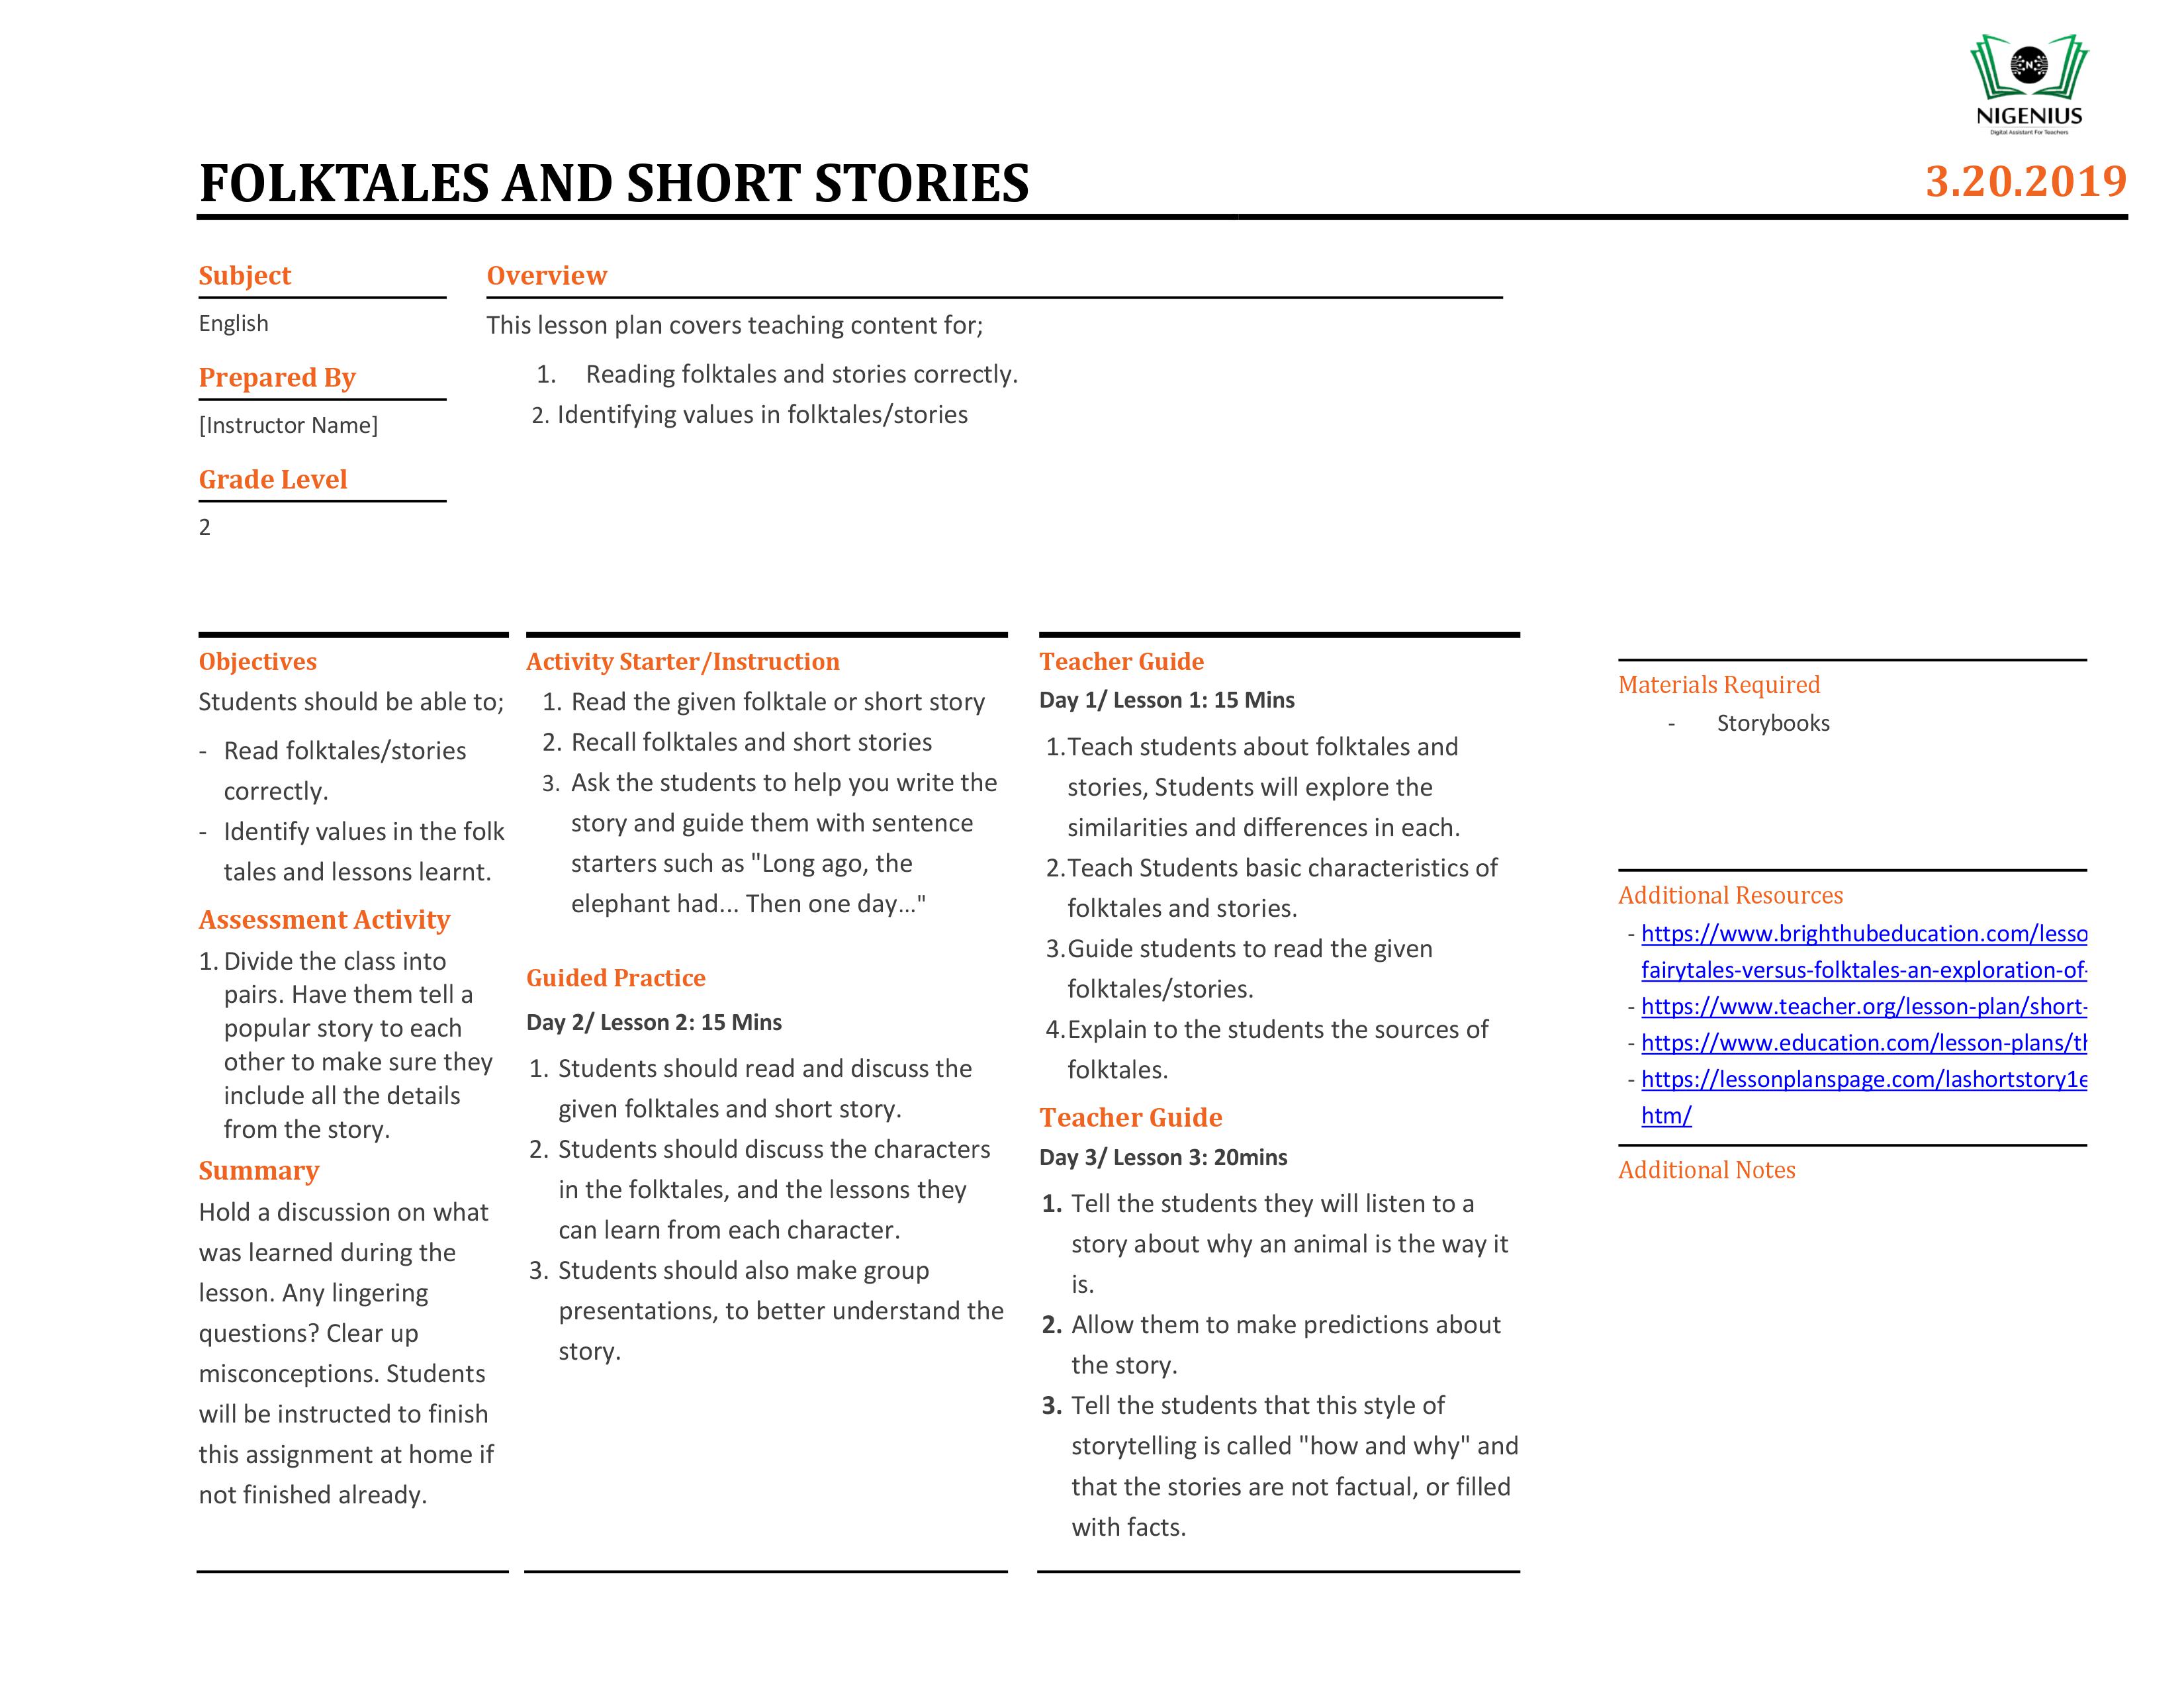 NIGENIUS
Digital Assistant For Teachers
FOLKTALES AND SHORT STORIES
3.20.2019
Subject
English
Prepared By
[Instructor Name]
Grade Level
2
Overview
This lesson plan covers teaching content for;
1. Reading folktales and stories correctly.
2. Identifying values in folktales/stories
Objectives
Students should be able to;
- Read folktales/stories
correctly.
- Identify values in the folk
tales and lessons learnt.
Assessment Activity
1. Divide the class into
pairs. Have them tell a
popular story to each
other to make sure they
include all the details
from the story.
Summary
Hold a discussion on what
was learned during the
lesson. Any lingering
questions? Clear up
misconceptions. Students
will be instructed to finish
this assignment at home if
not finished already.
Activity Starter/Instruction
1. Read the given folktale or short story
2. Recall folktales and short stories
3. Ask the students to help you write the
story and guide them with sentence
starters such as "Long ago, the
elephant had... Then one day..."
Guided Practice
Day 2/ Lesson 2: 15 Mins
1. Students should read and discuss the
given folktales and short story.
2. Students should discuss the characters
in the folktales, and the lessons they
can learn from each character.
3. Students should also make group
presentations, to better understand the
story.
Teacher Guide
Day 1/ Lesson 1: 15 Mins
1.Teach students about folktales and
stories, Students will explore the
similarities and differences in each.
2.Teach Students basic characteristics of
folktales and stories.
3.Guide students to read the given
folktales/stories.
4.Explain to the students the sources of
folktales.
Teacher Guide
Day 3/ Lesson 3: 20mins
1. Tell the students they will listen to a
story about why an animal is the way it
is.
2. Allow them to make predictions about
the story.
3. Tell the students that this style of
storytelling is called "how and why" and
that the stories are not factual, or filled
with facts.
Materials Required
- Storybooks
Additional Resources
- https://www.brighthubeducation.com/lesso
fairytales-versus-folktales-an-exploration-of-
- https://www.teacher.org/lesson-plan/short-
- https://www.education.com/lesson-plans/th
- https://lessonplanspage.com/lashortstory1e
htm/
Additional Notes